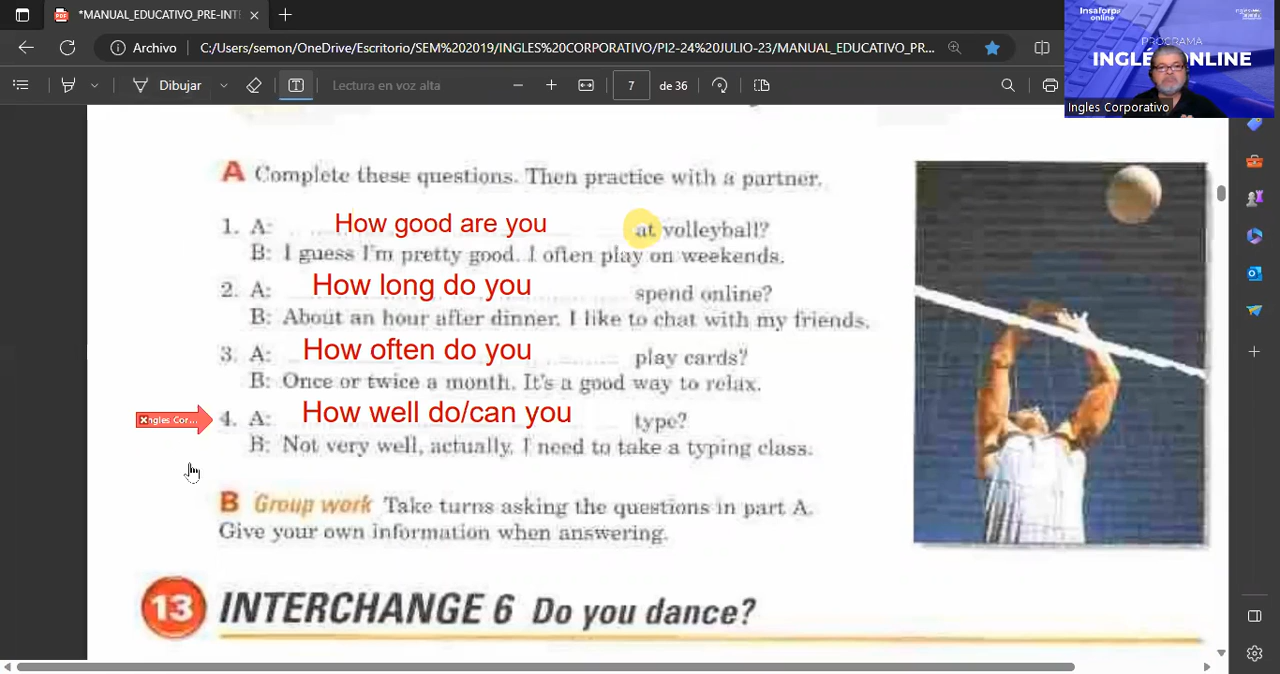 *MANUAL_EDUCATIVO_PRE-INTE
Archivo
C:/Users/semon/OneDrive/Escritorio/SEM%202019/INGLES%20CORPORATIVO/PI2-24%20JULIO-23/MANUAL_EDUCATIVO_PR...
Dibujar
Lectura en voz alta
7
de 36
Insaforp
online
PROGRAMA
INGLÉS ONLINE
Ingles Corporativo
A Complete these questions. Then practice with a partner.
1. A: How good are you at volleyball?
B: I guess I'm pretty good. I often play on weekends.
2. A: How long do you spend online?
B: About an hour after dinner. I like to chat with my friends.
3. A: How often do you play cards?
B: Once or twice a month. It's a good way to relax.
Ingles Cor...
4. A: How well do/can you type?
B: Not very well, actually. I need to take a typing class.
B Group work Take turns asking the questions in part A.
Give your own information when answering.
13 INTERCHANGE 6 Do you dance?